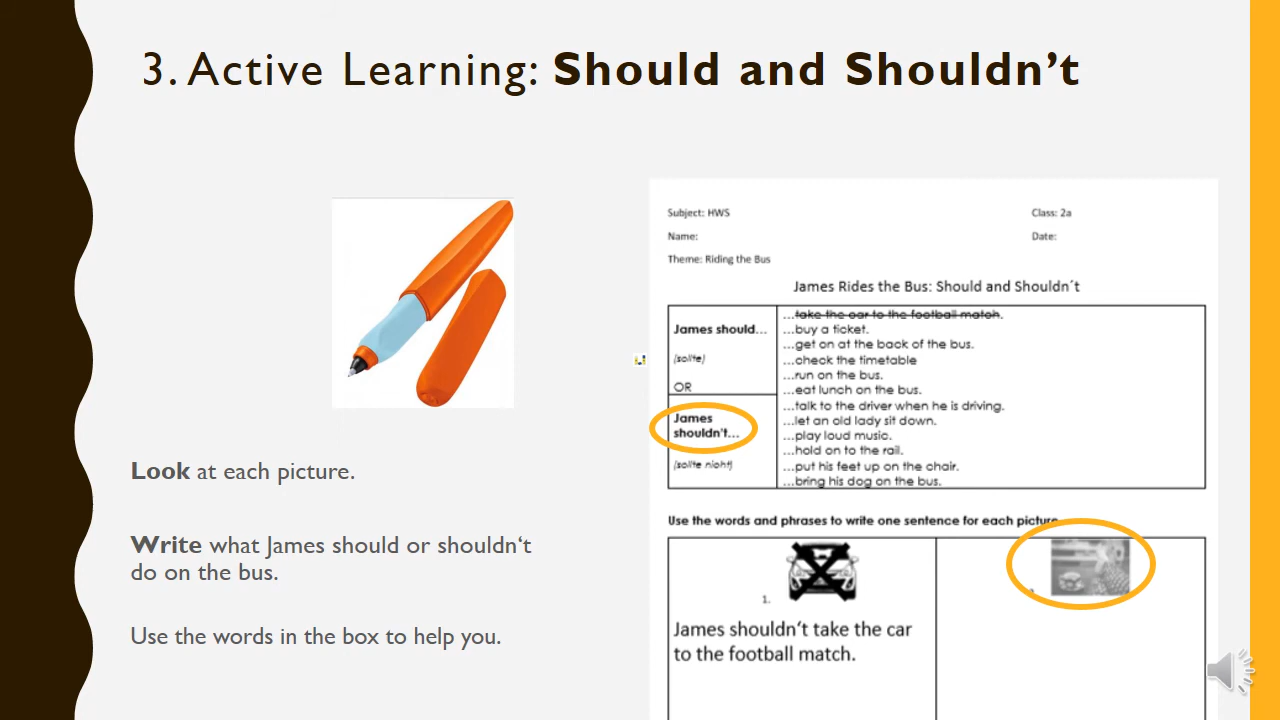 3. Active Learning: Should and Shouldn't
Look at each picture.
Write what James should or shouldn't
do on the bus.
Use the words in the box to help you.
Subject: HWS
Class: 2a
Name:
Date:
Theme: Riding the Bus
James Rides the Bus: Should and Shouldn´t
James should...
(sollte)
OR
James
shouldn't...
(sollte nicht)
...take the car to the football match.
...buy a ticket.
...get on at the back of the bus.
...check the timetable
...run on the bus.
...eat lunch on the bus.
...talk to the driver when he is driving.
...let an old lady sit down.
...play loud music.
...hold on to the rail.
...put his feet up on the chair.
...bring his dog on the bus.
Use the words and phrases to write one sentence for each picture
1.
James shouldn't take the car
to the football match.